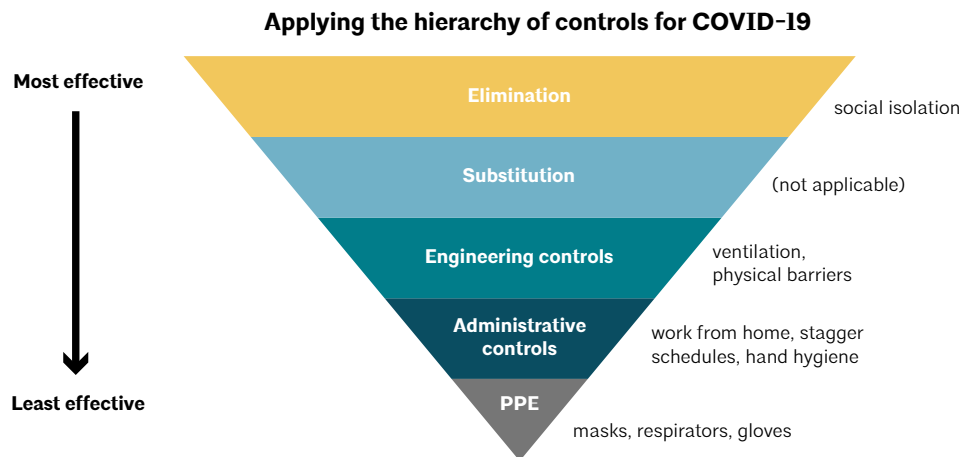 Applying the hierarchy of controls for COVID-19
Most effective
Elimination
social isolation
Substitution
(not applicable)
Engineering controls
ventilation,
physical barriers
Administrative
controls
work from home, stagger
schedules, hand hygiene
Least effective
PPE
masks, respirators, gloves